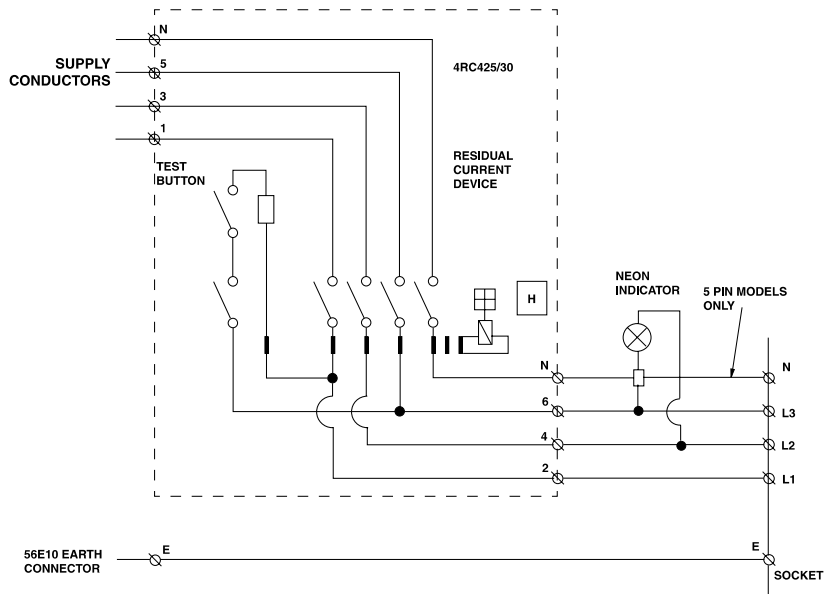 N
SUPPLY
CONDUCTORS
5
3
1
4RC425/30
TEST
BUTTON
RESIDUAL
CURRENT
DEVICE
H
NEON
INDICATOR
5 PIN MODELS
ONLY
N
N
6
L3
4
L2
2
L1
56E10 EARTH
CONNECTOR
E
E
SOCKET